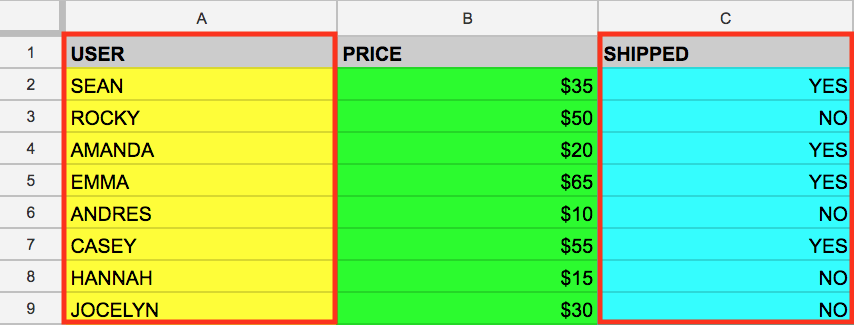 A B C
1 USER PRICE SHIPPED
2 SEAN $35 YES
3 ROCKY $50 NO
4 AMANDA $20 YES
5 EMMA $65 YES
6 ANDRES $10 NO
7 CASEY $55 YES
8 HANNAH $15 NO
9 JOCELYN $30 NO